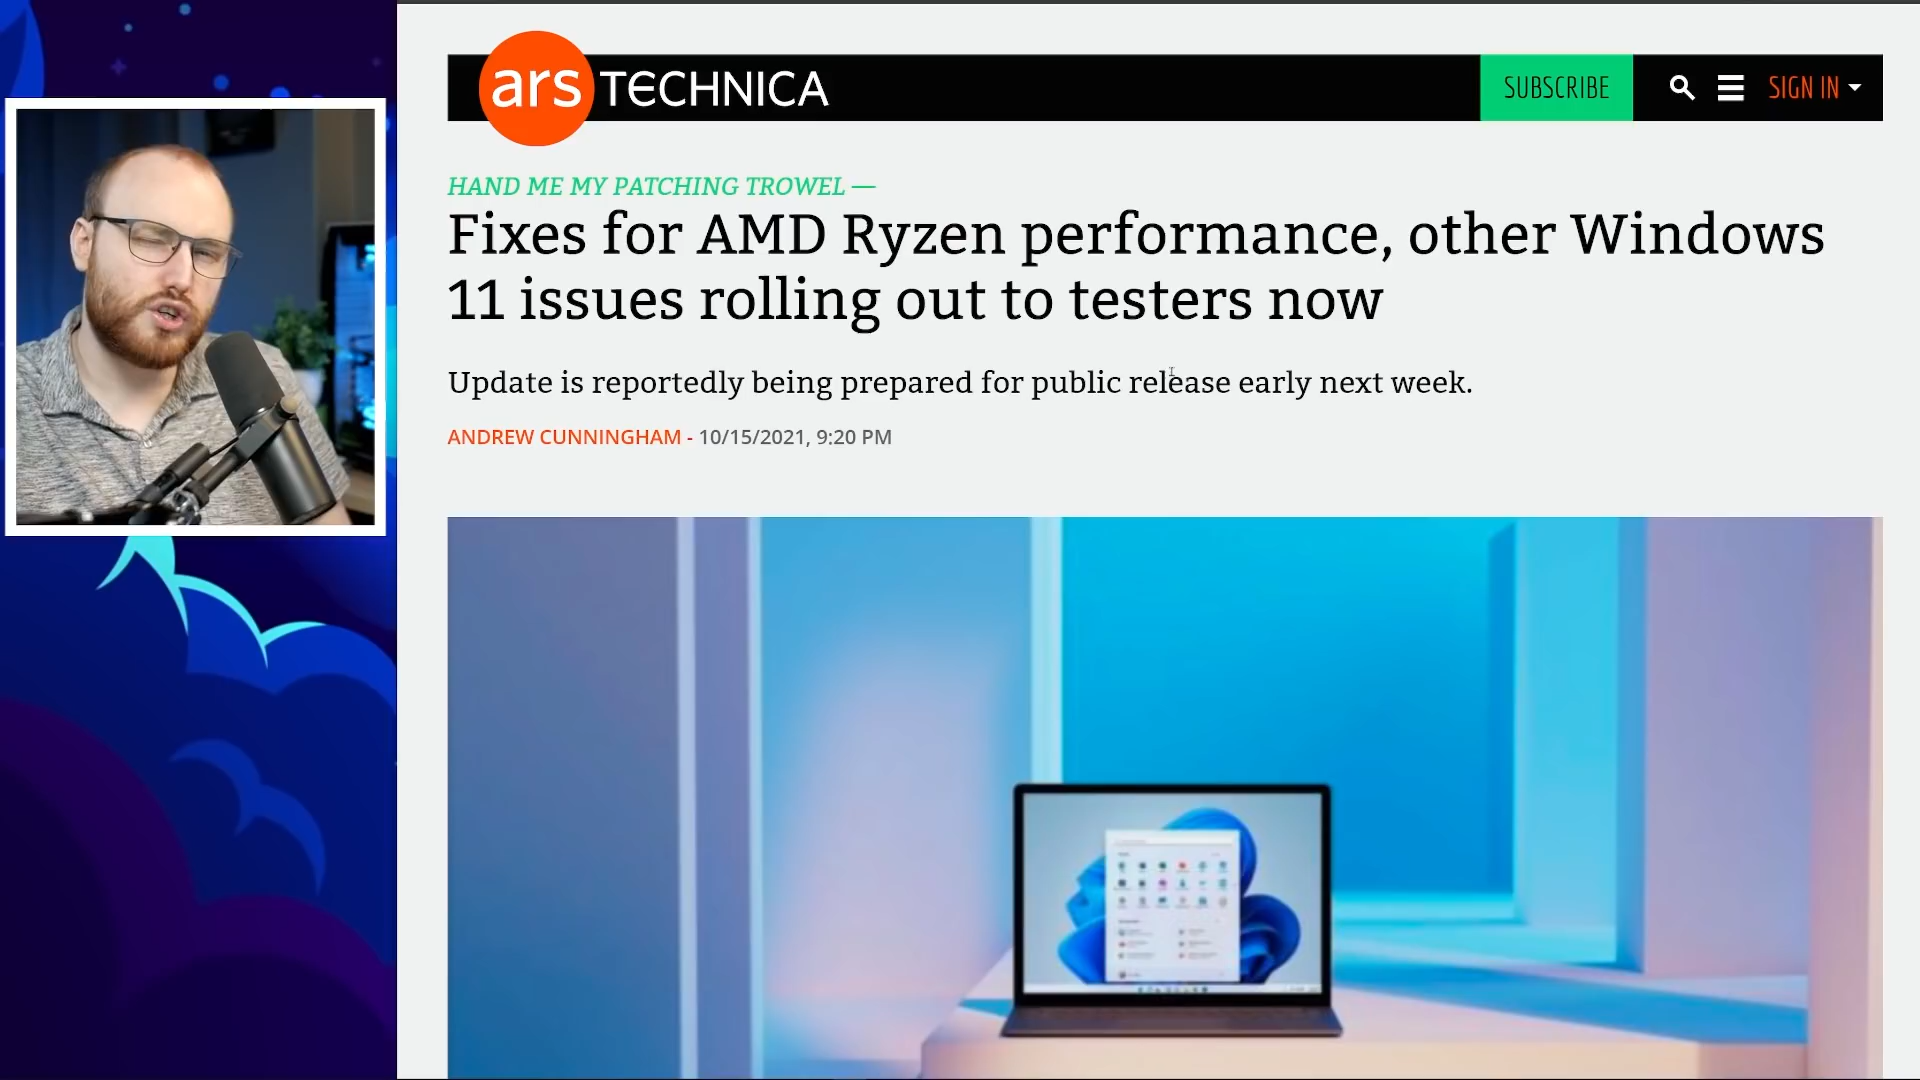 ars TECHNICA
SUBSCRIBE
SIGN IN
HAND ME MY PATCHING TROWEL —
Fixes for AMD Ryzen performance, other Windows
11 issues rolling out to testers now
Update is reportedly being prepared for public release early next week.
ANDREW CUNNINGHAM - 10/15/2021, 9:20 PM